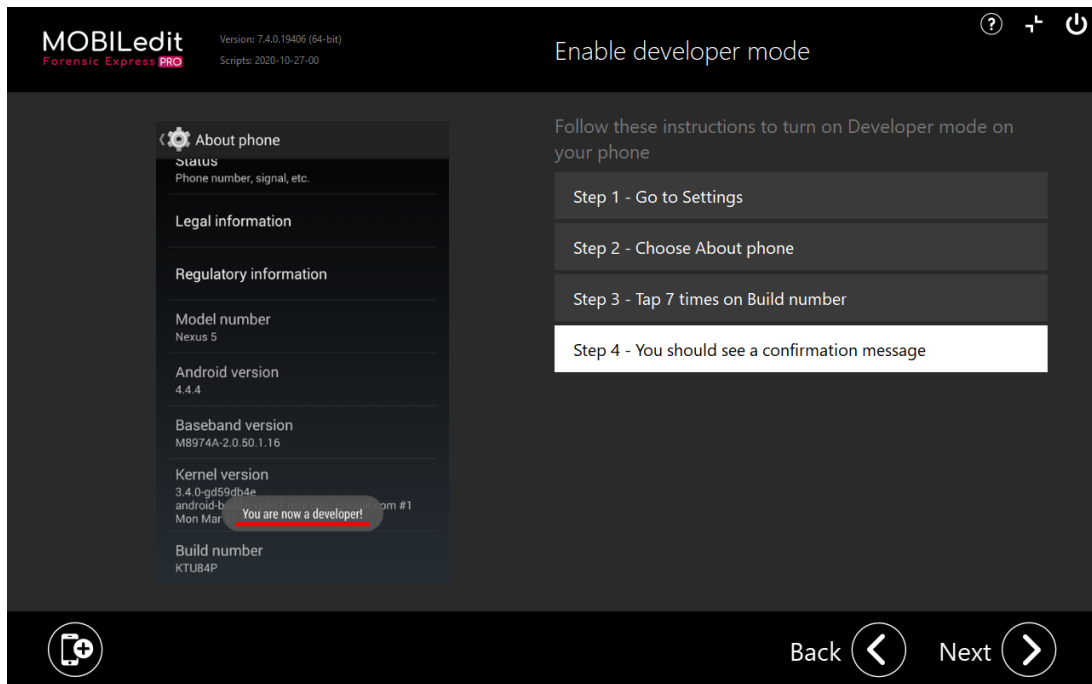 MOBILedit
Forensic Express PRO
Version: 7.4.0.19406 (64-bit)
Scripts: 2020-10-27-00
Enable developer mode
?
About phone
Status
Phone number, signal, etc.
Legal information
Regulatory information
Model number
Nexus 5
Android version
4.4.4
Baseband version
M8974A-2.0.50.1.16
Kernel version
3.4.0-gd59db4e
android-b
com #1
Mon Mar
You are now a developer!
Build number
KTU84P
Follow these instructions to turn on Developer mode on
your phone
Step 1 - Go to Settings
Step 2 - Choose About phone
Step 3 - Tap 7 times on Build number
Step 4 - You should see a confirmation message
Back
Next